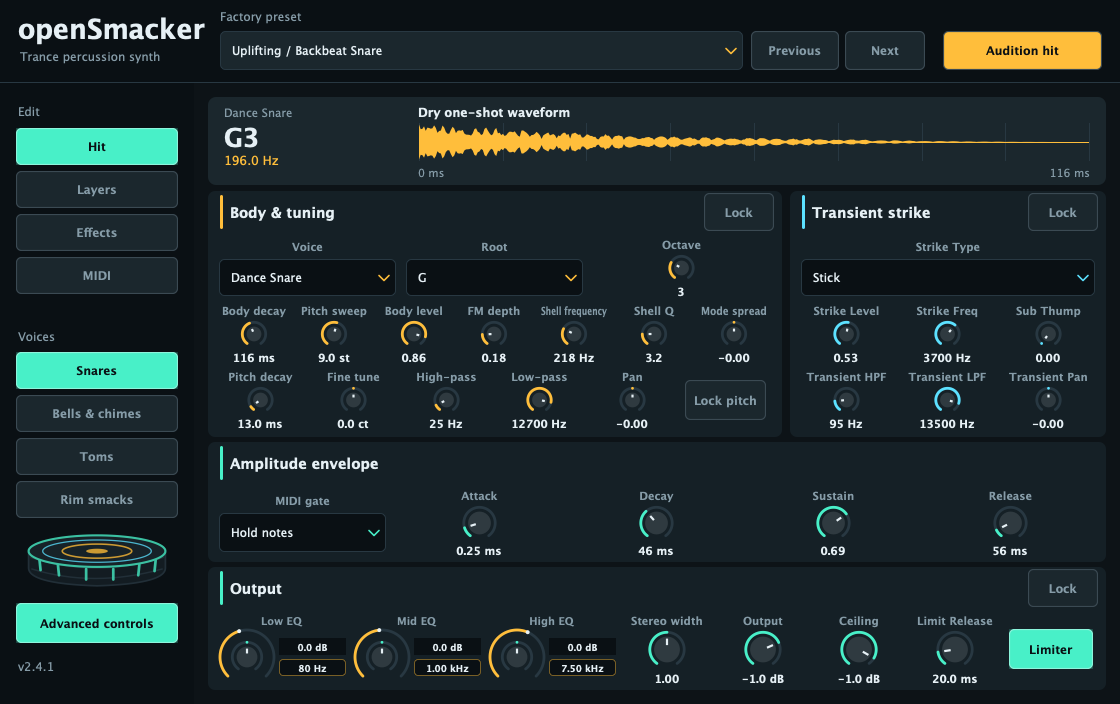 openSmacker
Trance percussion synth
Factory preset
Uplifting / Backbeat Snare
Previous
Next
Audition hit
Edit
Hit
Layers
Effects
MIDI
Voices
Snares
Bells & chimes
Toms
Rim smacks
Advanced controls
v2.4.1
Dance Snare
G3
196.0 Hz
Dry one-shot waveform
0 ms
116 ms
Body & tuning
Lock
Voice
Root
Octave
Dance Snare
G
3
Body decay
Pitch sweep
Body level
FM depth
Shell frequency
Shell Q
Mode spread
116 ms
9.0 st
0.86
0.18
218 Hz
3.2
-0.00
Pitch decay
Fine tune
High-pass
Low-pass
Pan
Lock pitch
13.0 ms
0.0 ct
25 Hz
12700 Hz
-0.00
Transient strike
Lock
Strike Type
Stick
Strike Level
Strike Freq
Sub Thump
0.53
3700 Hz
0.00
Transient HPF
Transient LPF
Transient Pan
95 Hz
13500 Hz
-0.00
Amplitude envelope
MIDI gate
Hold notes
Attack
Decay
Sustain
Release
0.25 ms
46 ms
0.69
56 ms
Output
Lock
Low EQ
0.0 dB
80 Hz
Mid EQ
0.0 dB
1.00 kHz
High EQ
0.0 dB
7.50 kHz
Stereo width
Output
Ceiling
Limit Release
1.00
-1.0 dB
-1.0 dB
20.0 ms
Limiter